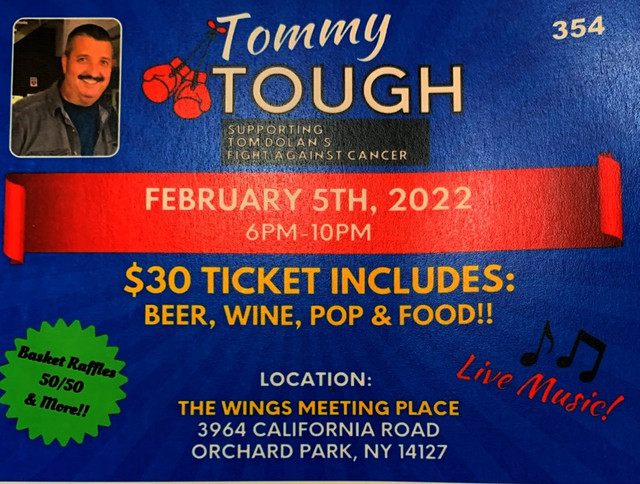 354
Tommy
TOUGH
SUPPORTING
TOM DOLAN S
FIGHT AGAINST CANCER
FEBRUARY 5TH, 2022
6PM-10PM
$30 TICKET INCLUDES:
BEER, WINE, POP & FOOD!!
Basket Raffles
50/50
& More!!
Live Music!
LOCATION:
THE WINGS MEETING PLACE
3964 CALIFORNIA ROAD
ORCHARD PARK, NY 14127